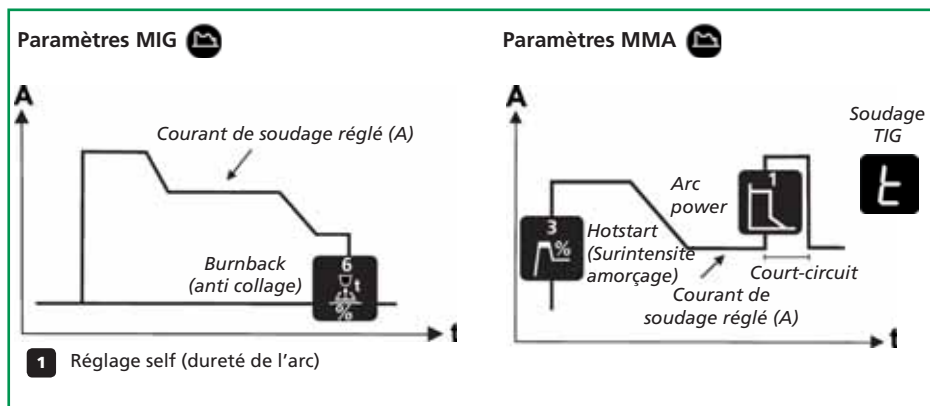 Paramètres MIG
A
Courant de soudage réglé (A)
Burnback
(anti collage)
6
t
%
t
1 Réglage self (dureté de l'arc)
Paramètres MMA
A
Soudage
TIG
t
Arc
power
1
3
%
Hotstart
(Surintensité
amorçage)
Court-circuit
Courant de
soudage réglé (A)
t